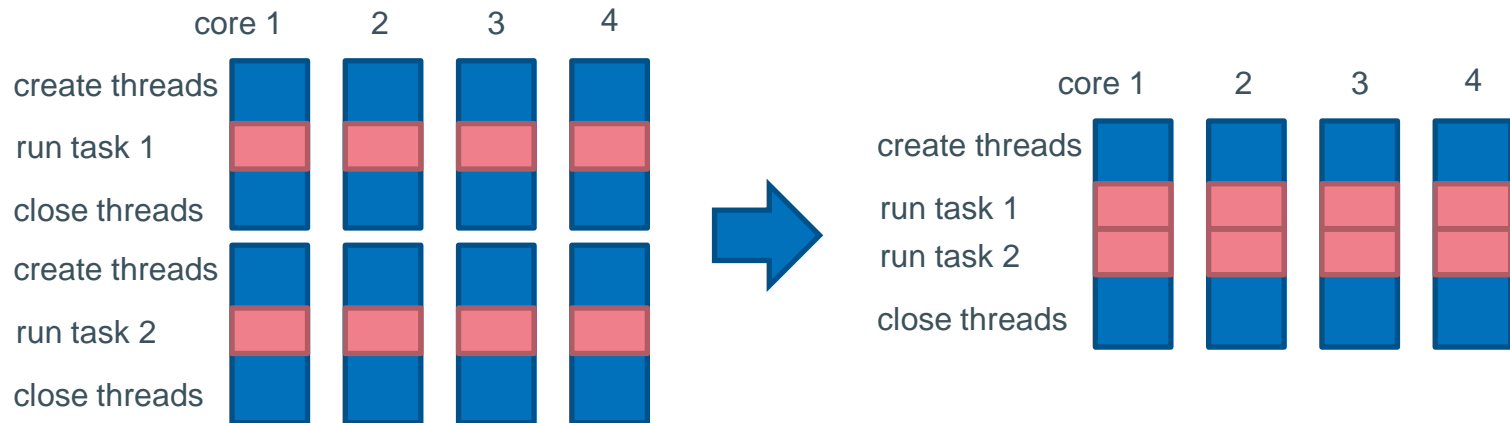 core 1 2 3 4
create threads
run task 1
close threads
create threads
run task 2
close threads
core 1 2 3 4
create threads
run task 1
run task 2
close threads